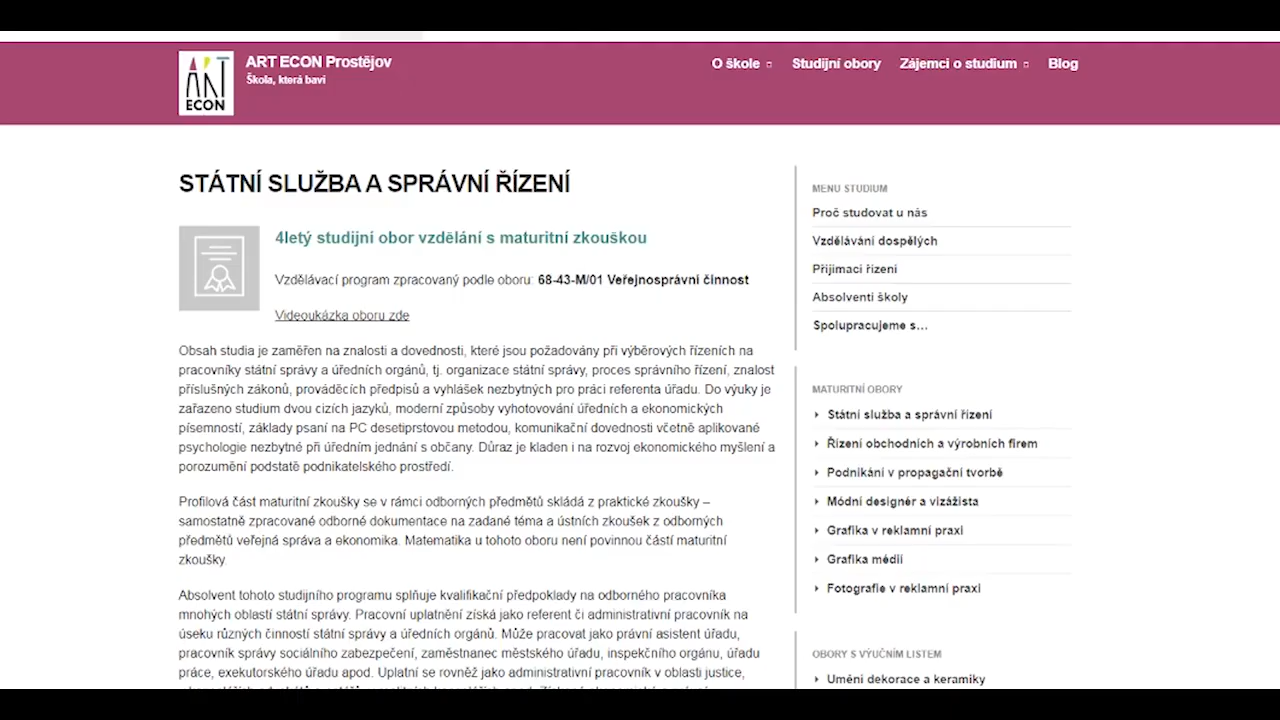 ART
ECON
ART ECON Prostějov
Škola, která baví
O škole
Studijní obory
Zájemci o studium
Blog
STÁTNÍ SLUŽBA A SPRÁVNÍ ŘÍZENÍ
4letý studijní obor vzdělání s maturitní zkouškou
Vzdělávací program zpracovaný podle oboru: 68-43-M/01 Veřejnosprávní činnost
Videoukázka oboru zde
Obsah studia je zaměřen na znalosti a dovednosti, které jsou požadovány při výběrových řízeních na
pracovníky státní správy a úředních orgánů, tj. organizace státní správy, proces správního řízení, znalost
příslušných zákonů, prováděcích předpisů a vyhlášek nezbytných pro práci referenta úřadu. Do výuky je
zařazeno studium dvou cizích jazyků, moderní způsoby vyhotovování úředních a ekonomických
písemností, základy psaní na PC desetiprstovou metodou, komunikační dovednosti včetně aplikované
psychologie nezbytné při úředním jednání s občany. Důraz je kladen i na rozvoj ekonomického myšlení a
porozumění podstatě podnikatelského prostředí.
Profilová část maturitní zkoušky se v rámci odborných předmětů skládá z praktické zkoušky –
samostatně zpracované odborné dokumentace na zadané téma a ústních zkoušek z odborných
předmětů veřejná správa a ekonomika. Matematika u tohoto oboru není povinnou částí maturitní
zkoušky.
Absolvent tohoto studijního programu splňuje kvalifikační předpoklady na odborného pracovníka
mnohých oblastí státní správy. Pracovní uplatnění získá jako referent či administrativní pracovník na
úseku různých činností státní správy a úředních orgánů. Může pracovat jako právní asistent úřadu,
pracovník správy sociálního zabezpečení, zaměstnanec městského úřadu, inspekčního orgánu, úřadu
práce, exekutorského úřadu apod. Uplatní se rovněž jako administrativní pracovník v oblasti justice,
MENU STUDIUM
Proč studovat u nás
Vzdělávání dospělých
Přijímací řízení
Absolventi školy
Spolupracujeme s…
MATURITNÍ OBORY
Státní služba a správní řízení
Řízení obchodních a výrobních firem
Podnikání v propagační tvorbě
Módní designér a vizážista
Grafika v reklamní praxi
Grafika médií
Fotografie v reklamní praxi
OBORY S VÝUČNÍM LISTEM
Umění dekorace a keramiky